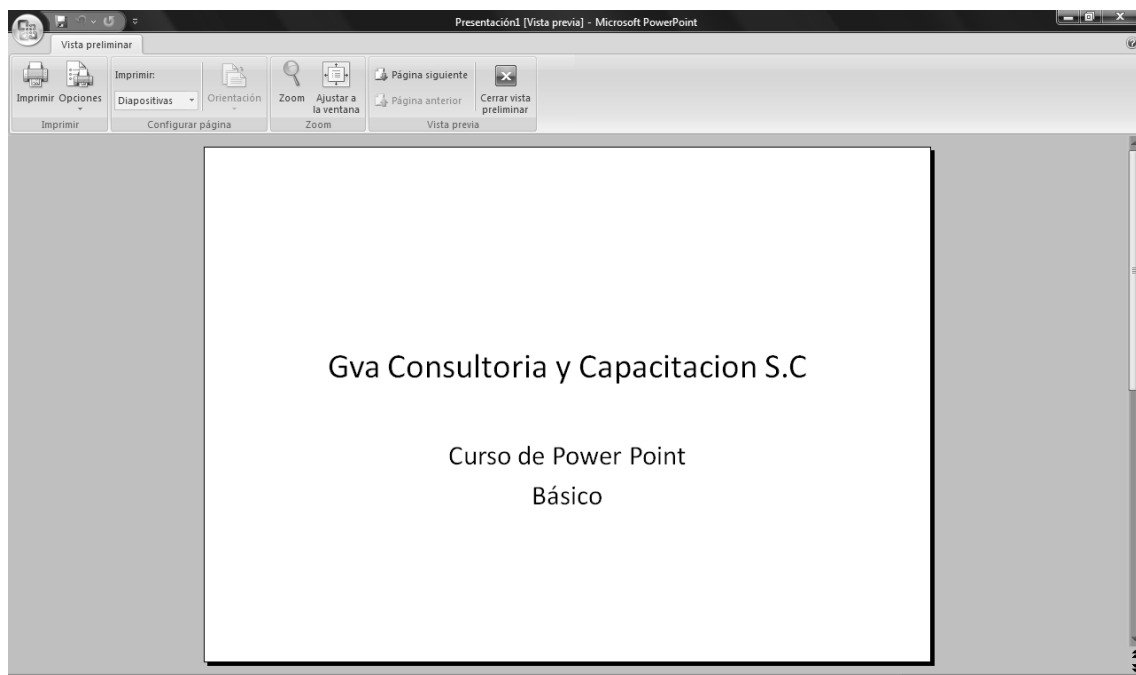 Presentación1 [Vista previa] - Microsoft PowerPoint
Vista preliminar
Imprimir
Opciones
Imprimir:
Diapositivas
Orientación
Zoom
Ajustar a
la ventana
Página siguiente
Página anterior
Cerrar vista
preliminar
Imprimir
Configurar página
Zoom
Vista previa
Gva Consultoria y Capacitacion S.C
Curso de Power Point
Básico